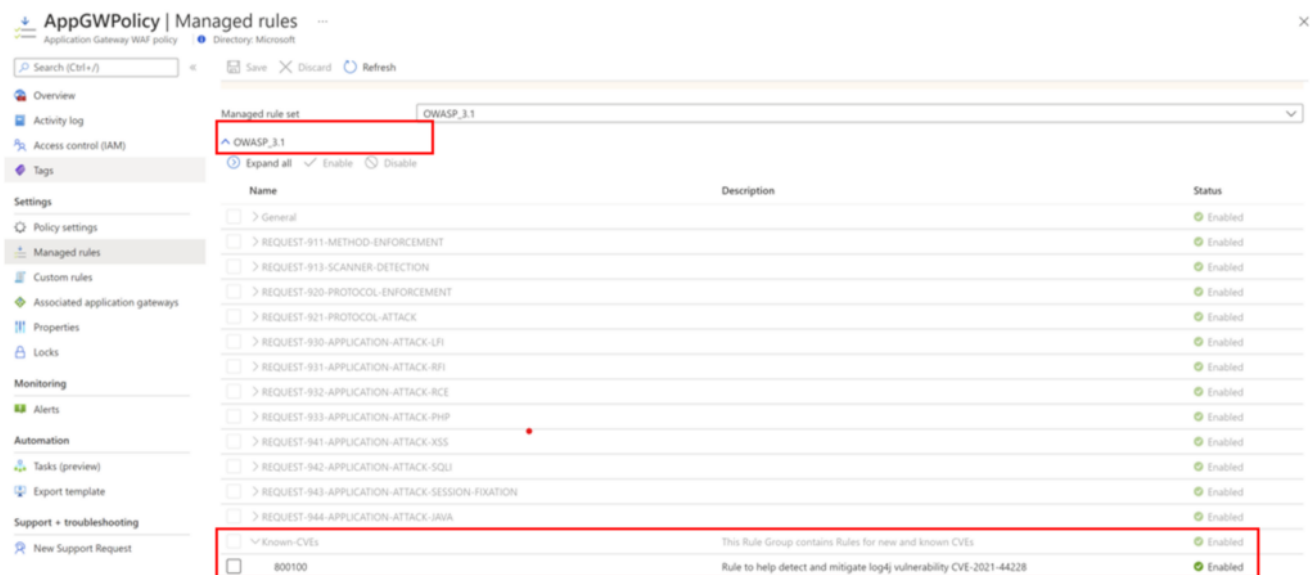 AppGWPolicy | Managed rules ...
Application Gateway WAF policy Directory: Microsoft
Search (Ctrl+/)
Overview
Activity log
Access control (IAM)
Tags
Settings
Policy settings
Managed rules
Custom rules
Associated application gateways
Properties
Locks
Monitoring
Alerts
Automation
Tasks (preview)
Export template
Support + troubleshooting
New Support Request
Save Discard Refresh
Managed rule set OWASP_3.1
OWASP_3.1
Expand all Enable Disable
Name Description Status
General Enabled
REQUEST-911-METHOD-ENFORCEMENT Enabled
REQUEST-913-SCANNER-DETECTION Enabled
REQUEST-920-PROTOCOL-ENFORCEMENT Enabled
REQUEST-921-PROTOCOL-ATTACK Enabled
REQUEST-930-APPLICATION-ATTACK-LFI Enabled
REQUEST-931-APPLICATION-ATTACK-RFI Enabled
REQUEST-932-APPLICATION-ATTACK-RCE Enabled
REQUEST-933-APPLICATION-ATTACK-PHP Enabled
REQUEST-941-APPLICATION-ATTACK-XSS Enabled
REQUEST-942-APPLICATION-ATTACK-SQLI Enabled
REQUEST-943-APPLICATION-ATTACK-SESSION-FIXATION Enabled
REQUEST-944-APPLICATION-ATTACK-JAVA Enabled
Known-CVEs This Rule Group contains Rules for new and known CVEs Enabled
800100 Rule to help detect and mitigate log4j vulnerability CVE-2021-44228 Enabled